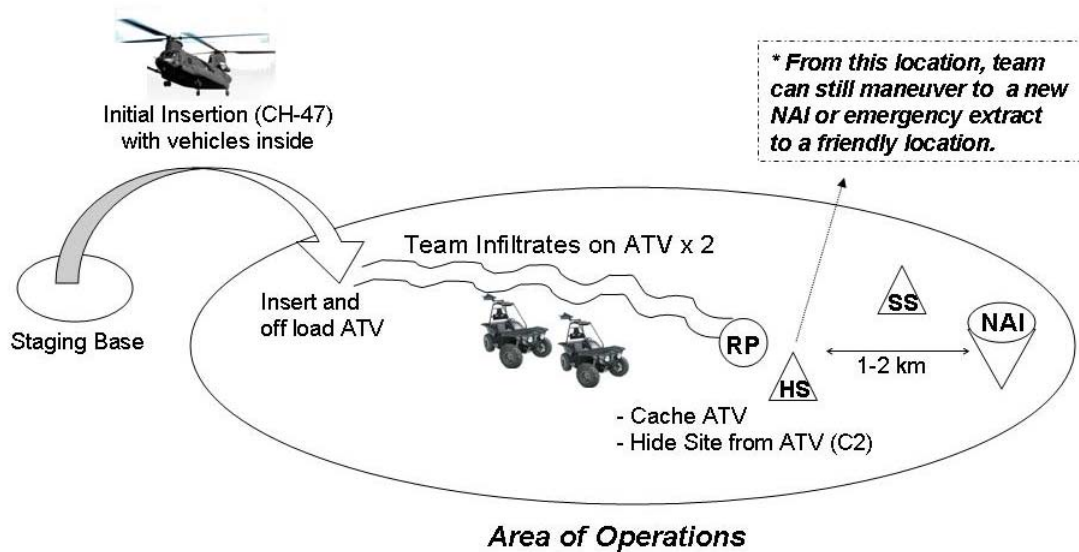 Initial Insertion (CH-47)
with vehicles inside
* From this location, team
can still maneuver to a new
NAI or emergency extract
to a friendly location.
Team Infiltrates on ATV x 2
Insert and
off load ATV
Staging Base
RP
HS
SS
NAI
1-2 km
- Cache ATV
- Hide Site from ATV (C2)
Area of Operations